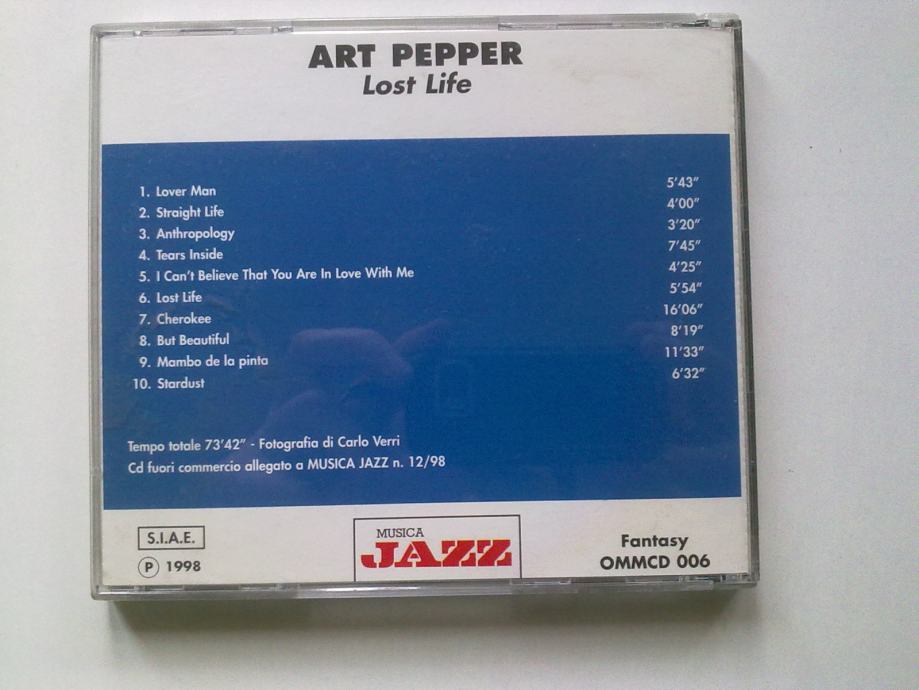 ART PEPPER
Lost Life
1. Lover Man 5'43"
2. Straight Life 4'00"
3. Anthropology 3'20"
4. Tears Inside 7'45"
5. I Can't Believe That You Are In Love With Me 4'25"
6. Lost Life 5'54"
7. Cherokee 16'06"
8. But Beautiful 8'19"
9. Mambo de la pinta 11'33"
10. Stardust 6'32"
Tempo totale 73'42" - Fotografia di Carlo Verri
Cd fuori commercio allegato a MUSICA JAZZ n. 12/98
S.I.A.E.
℗ 1998
MUSICA
JAZZ
Fantasy
OMMCD 006